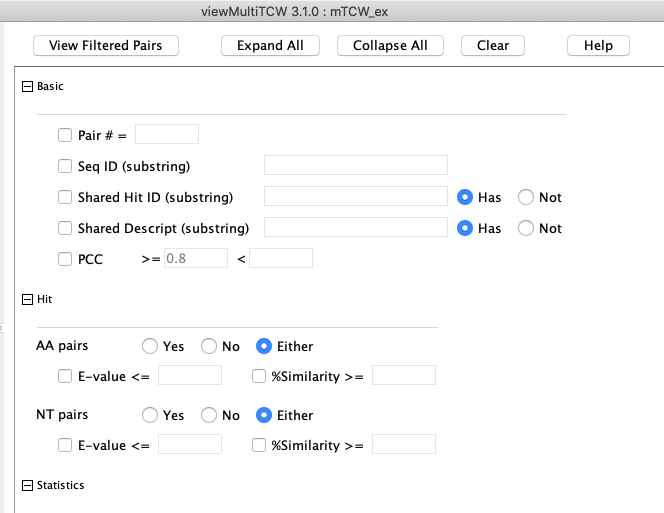 viewMultiTCW 3.1.0 : mTCW_ex
View Filtered Pairs Expand All Collapse All Clear Help
Basic
Pair # =
Seq ID (substring)
Shared Hit ID (substring) Has Not
Shared Descript (substring) Has Not
PCC >= 0.8 <
Hit
AA pairs Yes No Either
E-value <= %Similarity >=
NT pairs Yes No Either
E-value <= %Similarity >=
Statistics